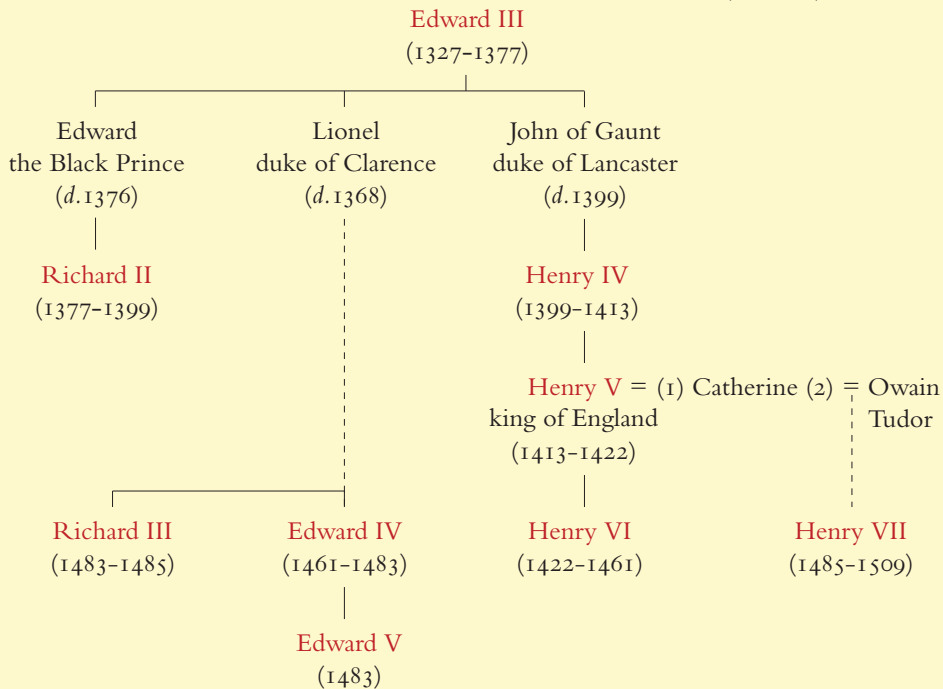 Edward III
(1327-1377)
Edward
the Black Prince
(d.1376)
Lionel
duke of Clarence
(d.1368)
John of Gaunt
duke of Lancaster
(d.1399)
Richard II
(1377-1399)
Henry IV
(1399-1413)
Henry V = (1) Catherine (2) = Owain
Tudor
king of England
(1413-1422)
Richard III
(1483-1485)
Edward IV
(1461-1483)
Henry VI
(1422-1461)
Henry VII
(1485-1509)
Edward V
(1483)